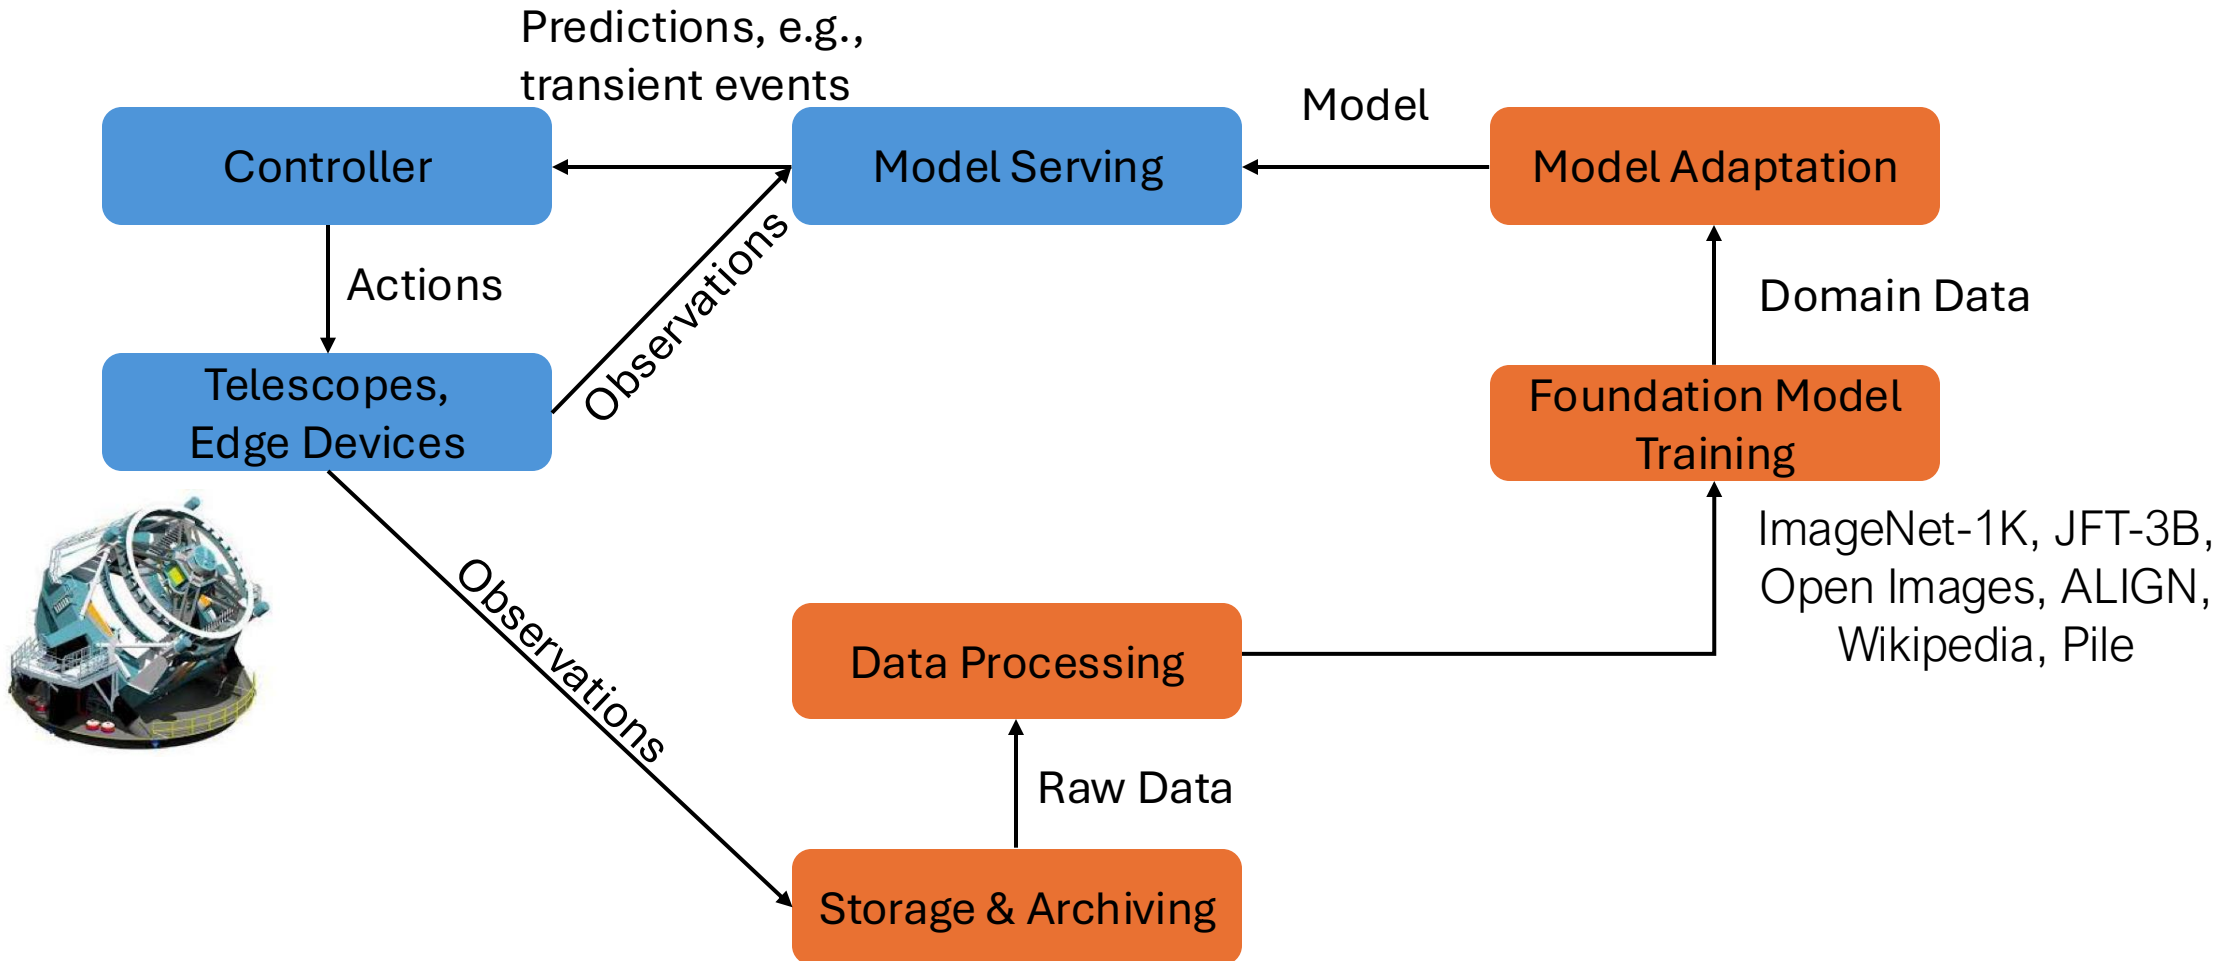 Predictions, e.g.,
transient events
Controller
Model Serving
Model
Model Adaptation
Actions
Observations
Domain Data
Telescopes,
Edge Devices
Foundation Model
Training
ImageNet-1K, JFT-3B,
Open Images, ALIGN,
Wikipedia, Pile
Observations
Data Processing
Raw Data
Storage & Archiving